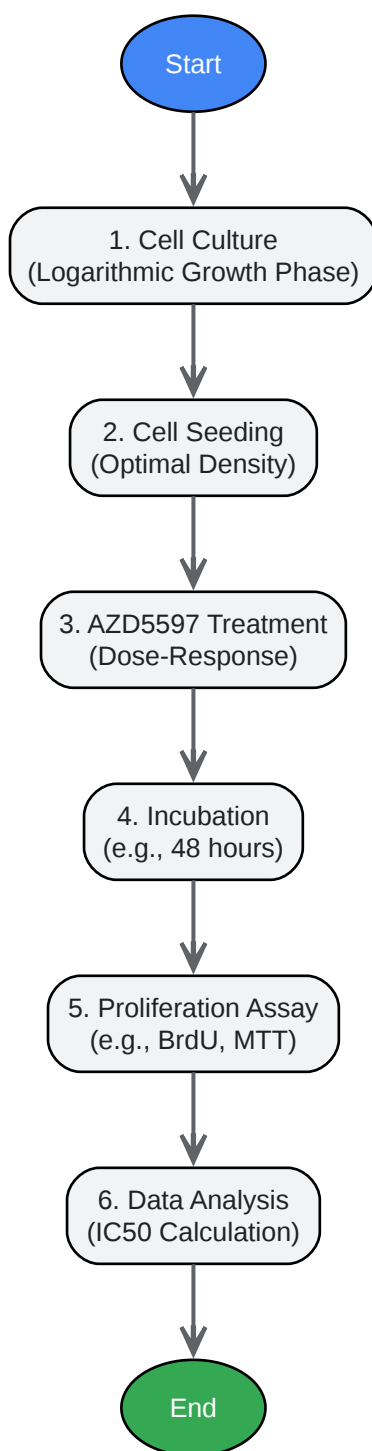 Start
1. Cell Culture
(Logarithmic Growth Phase)
2. Cell Seeding
(Optimal Density)
3. AZD5597 Treatment
(Dose-Response)
4. Incubation
(e.g., 48 hours)
5. Proliferation Assay
(e.g., BrdU, MTT)
6. Data Analysis
(IC50 Calculation)
End